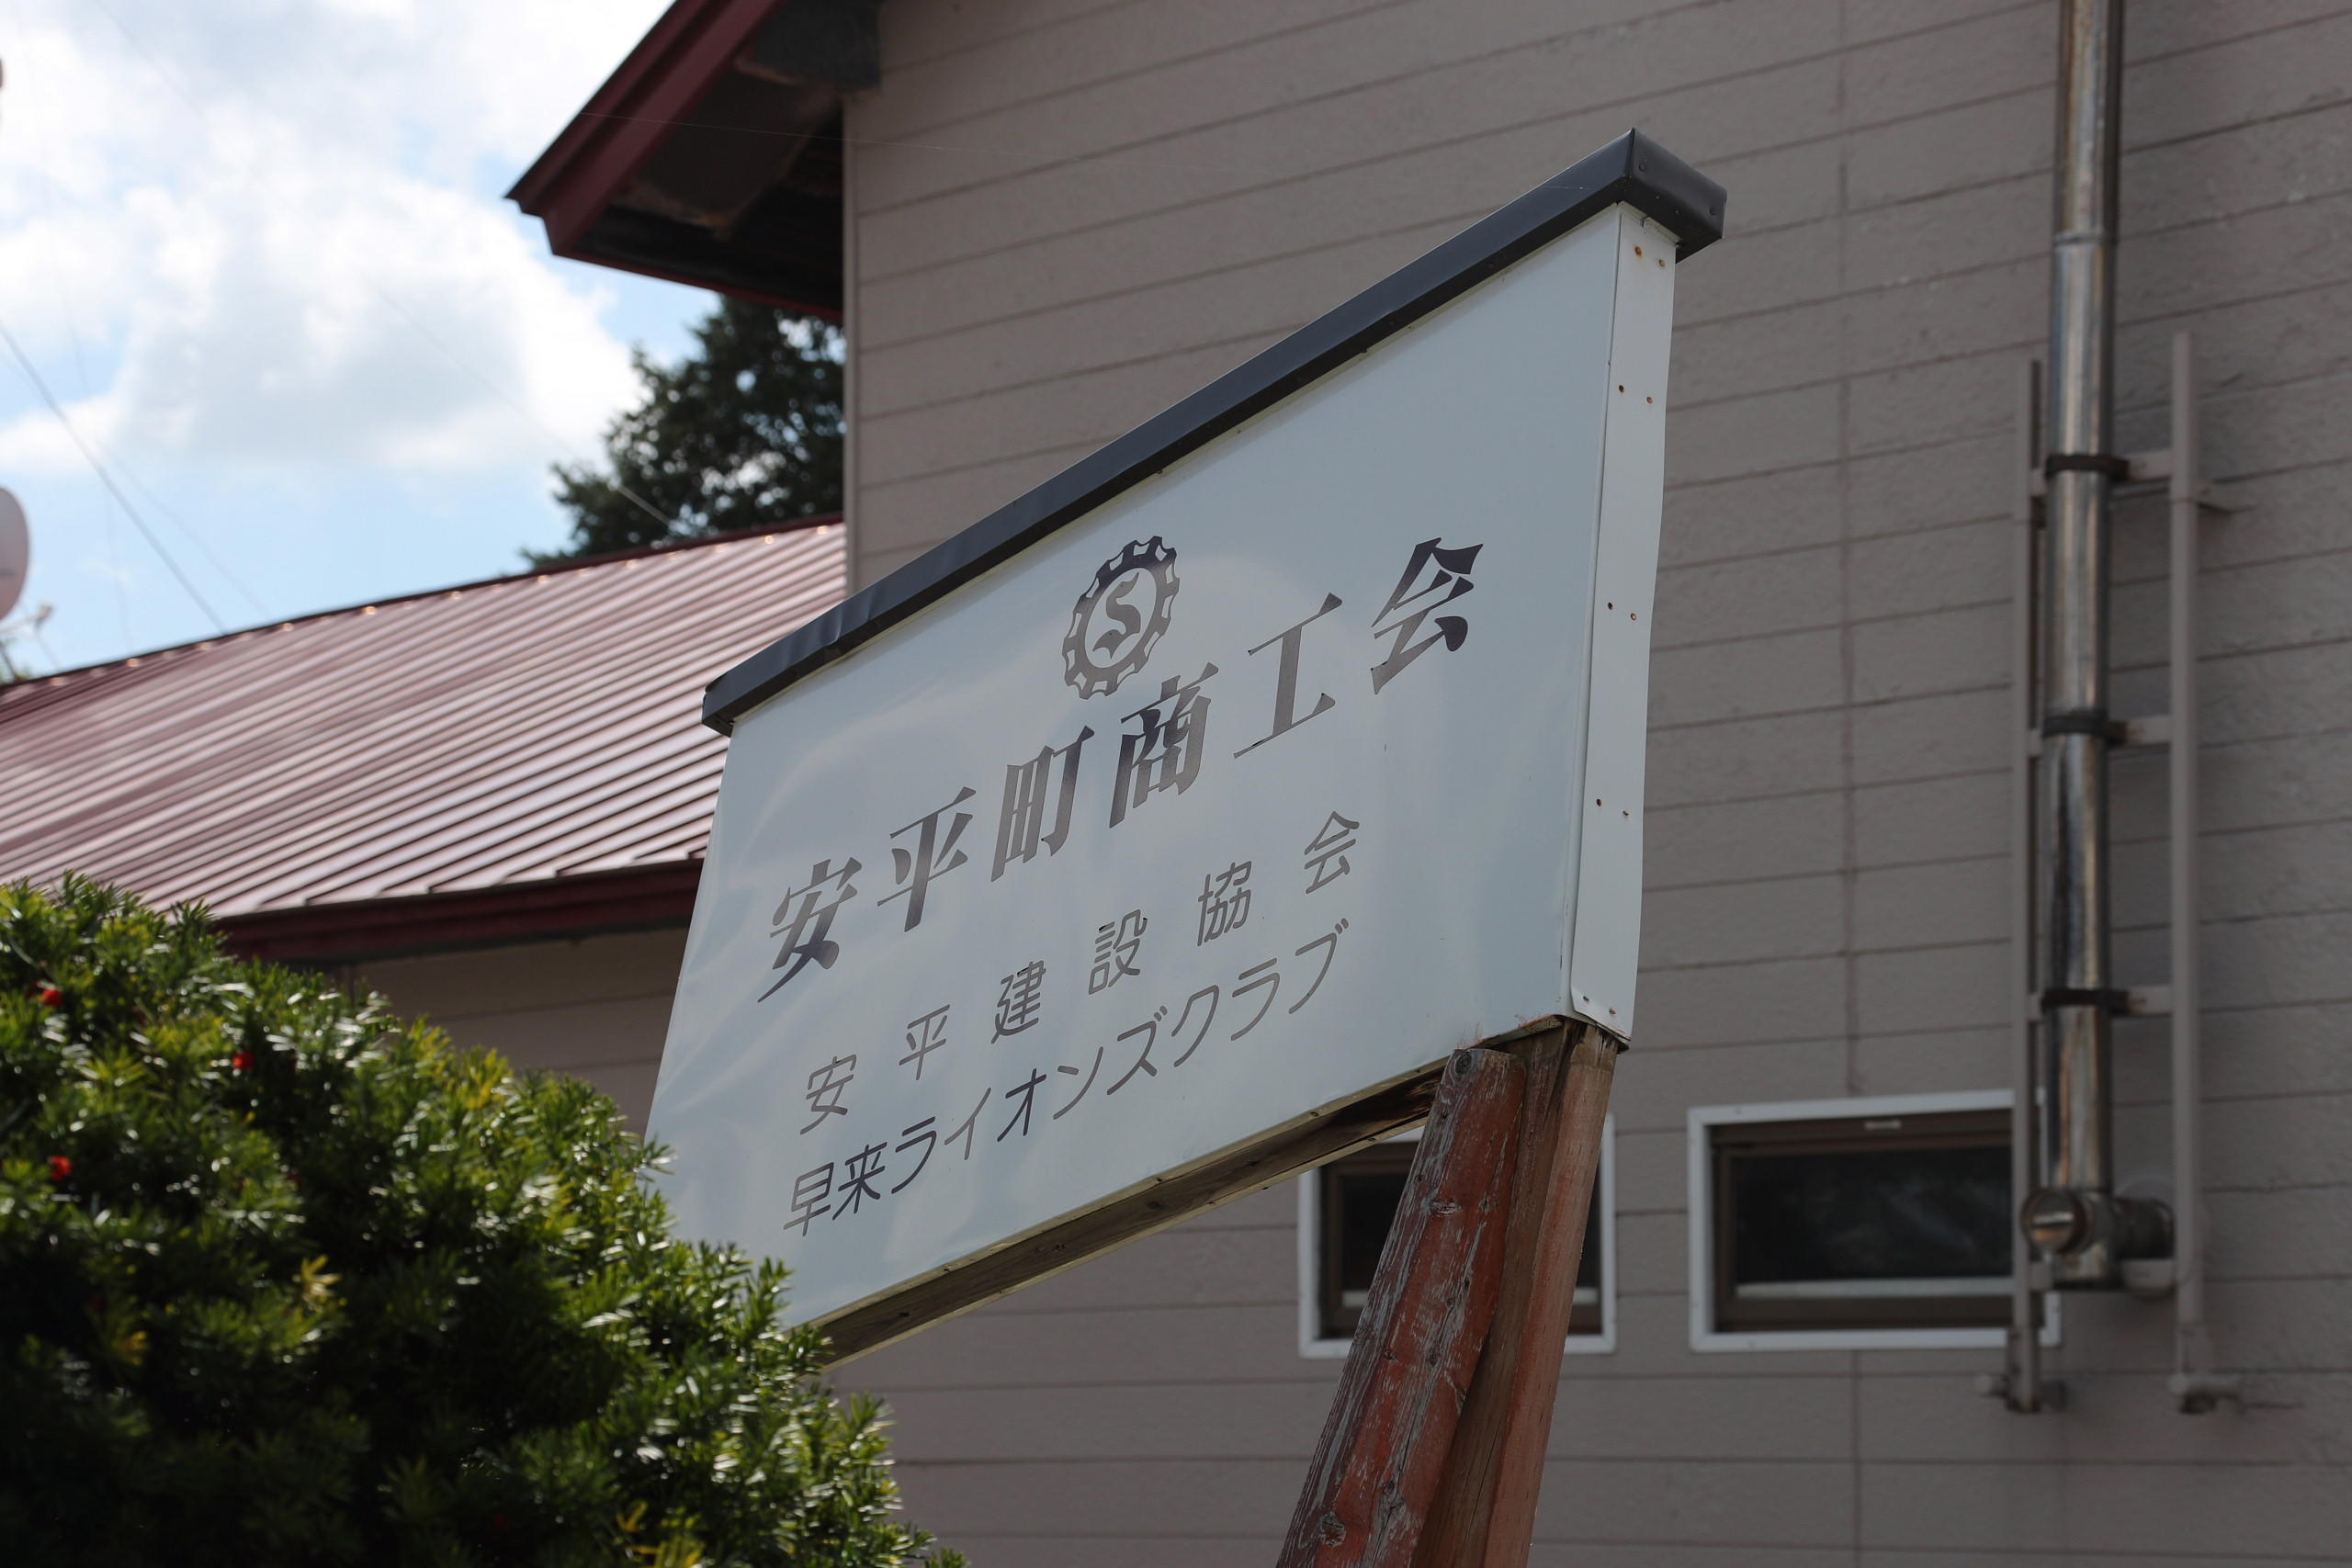 S
安平町商工会
安平建設協会
早来ライオンズクラブ